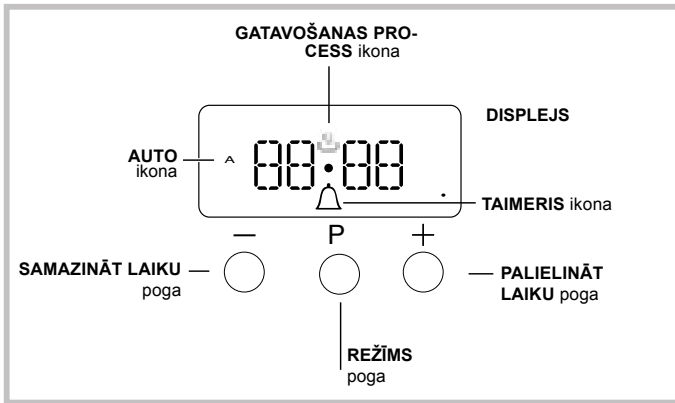 GATAVOŠANAS PRO-
CESS ikona
DISPLEJS
AUTO
ikona
A 88:88
TAIMERIS ikona
− P +
SAMAZINĀT LAIKU
poga
PALIELINĀT
LAIKU poga
REŽĪMS
poga